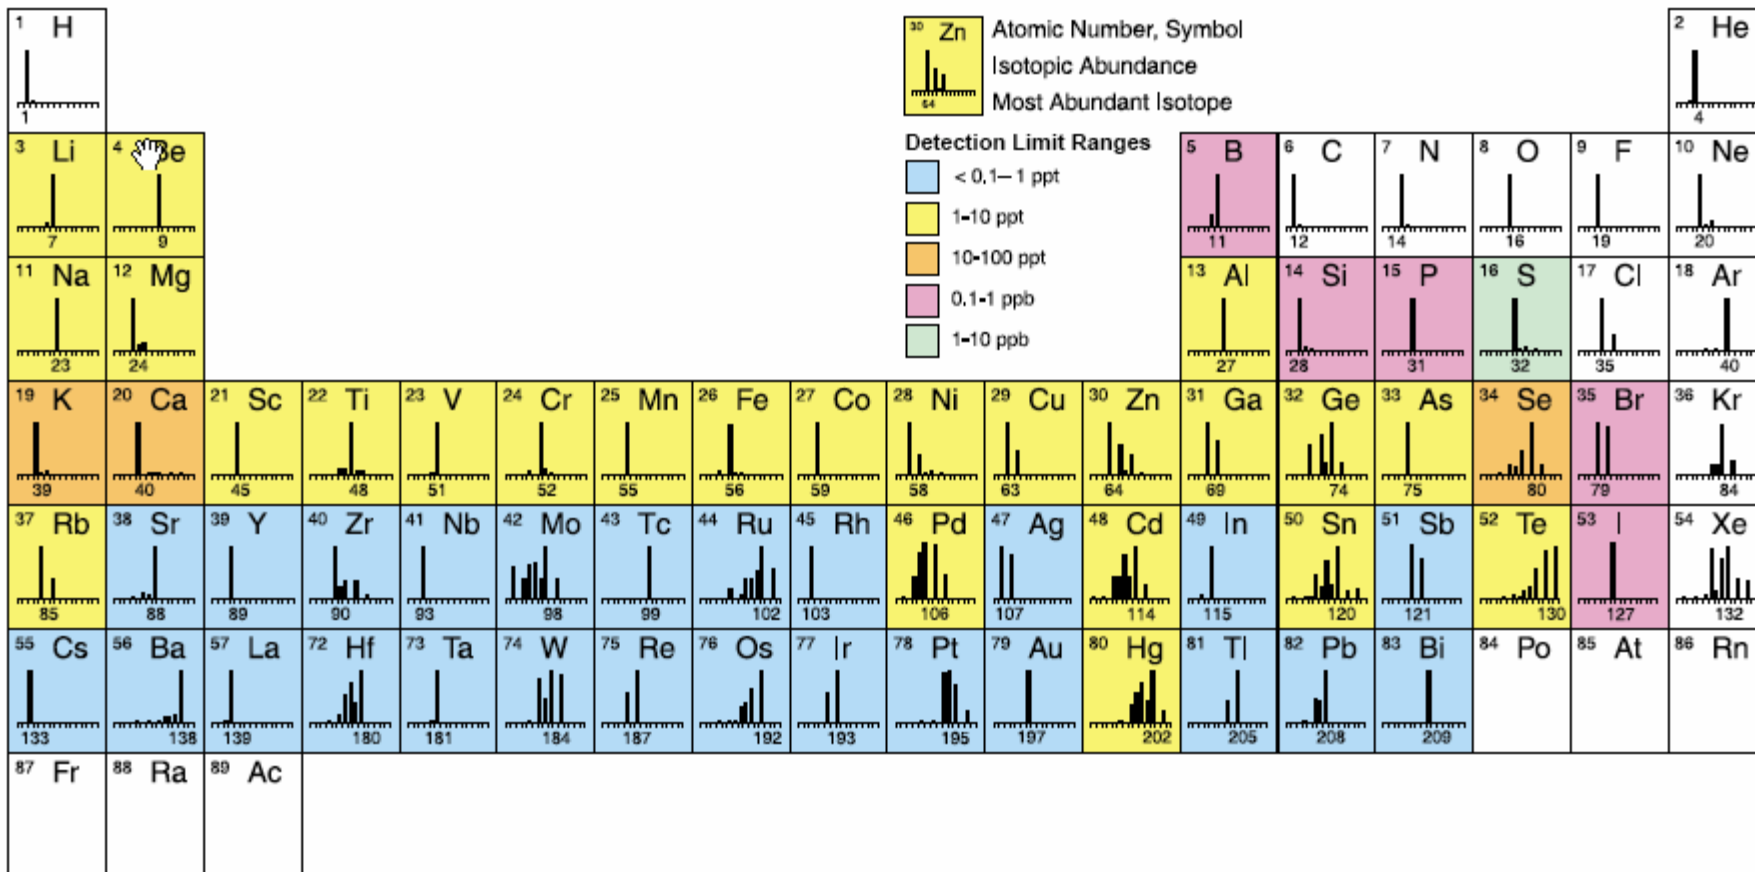 1 H
1
30 Zn
64
Atomic Number, Symbol
Isotopic Abundance
Most Abundant Isotope
2 He
4
Detection Limit Ranges
< 0.1– 1 ppt
1-10 ppt
10-100 ppt
0.1-1 ppb
1-10 ppb
3 Li 4 Be 5 B 6 C 7 N 8 O 9 F 10 Ne
7 9 11 12 14 16 19 20
11 Na 12 Mg 13 Al 14 Si 15 P 16 S 17 Cl 18 Ar
23 24 27 28 31 32 35 40
19 K 20 Ca 21 Sc 22 Ti 23 V 24 Cr 25 Mn 26 Fe 27 Co 28 Ni 29 Cu 30 Zn 31 Ga 32 Ge 33 As 34 Se 35 Br 36 Kr
39 40 45 48 51 52 55 56 59 58 63 64 69 74 75 80 79 84
37 Rb 38 Sr 39 Y 40 Zr 41 Nb 42 Mo 43 Tc 44 Ru 45 Rh 46 Pd 47 Ag 48 Cd 49 In 50 Sn 51 Sb 52 Te 53 I 54 Xe
85 88 89 90 93 98 99 102 103 106 107 114 115 120 121 130 127 132
55 Cs 56 Ba 57 La 72 Hf 73 Ta 74 W 75 Re 76 Os 77 Ir 78 Pt 79 Au 80 Hg 81 Tl 82 Pb 83 Bi 84 Po 85 At 86 Rn
133 138 139 180 181 184 187 192 193 195 197 202 205 208 209
87 Fr 88 Ra 89 Ac